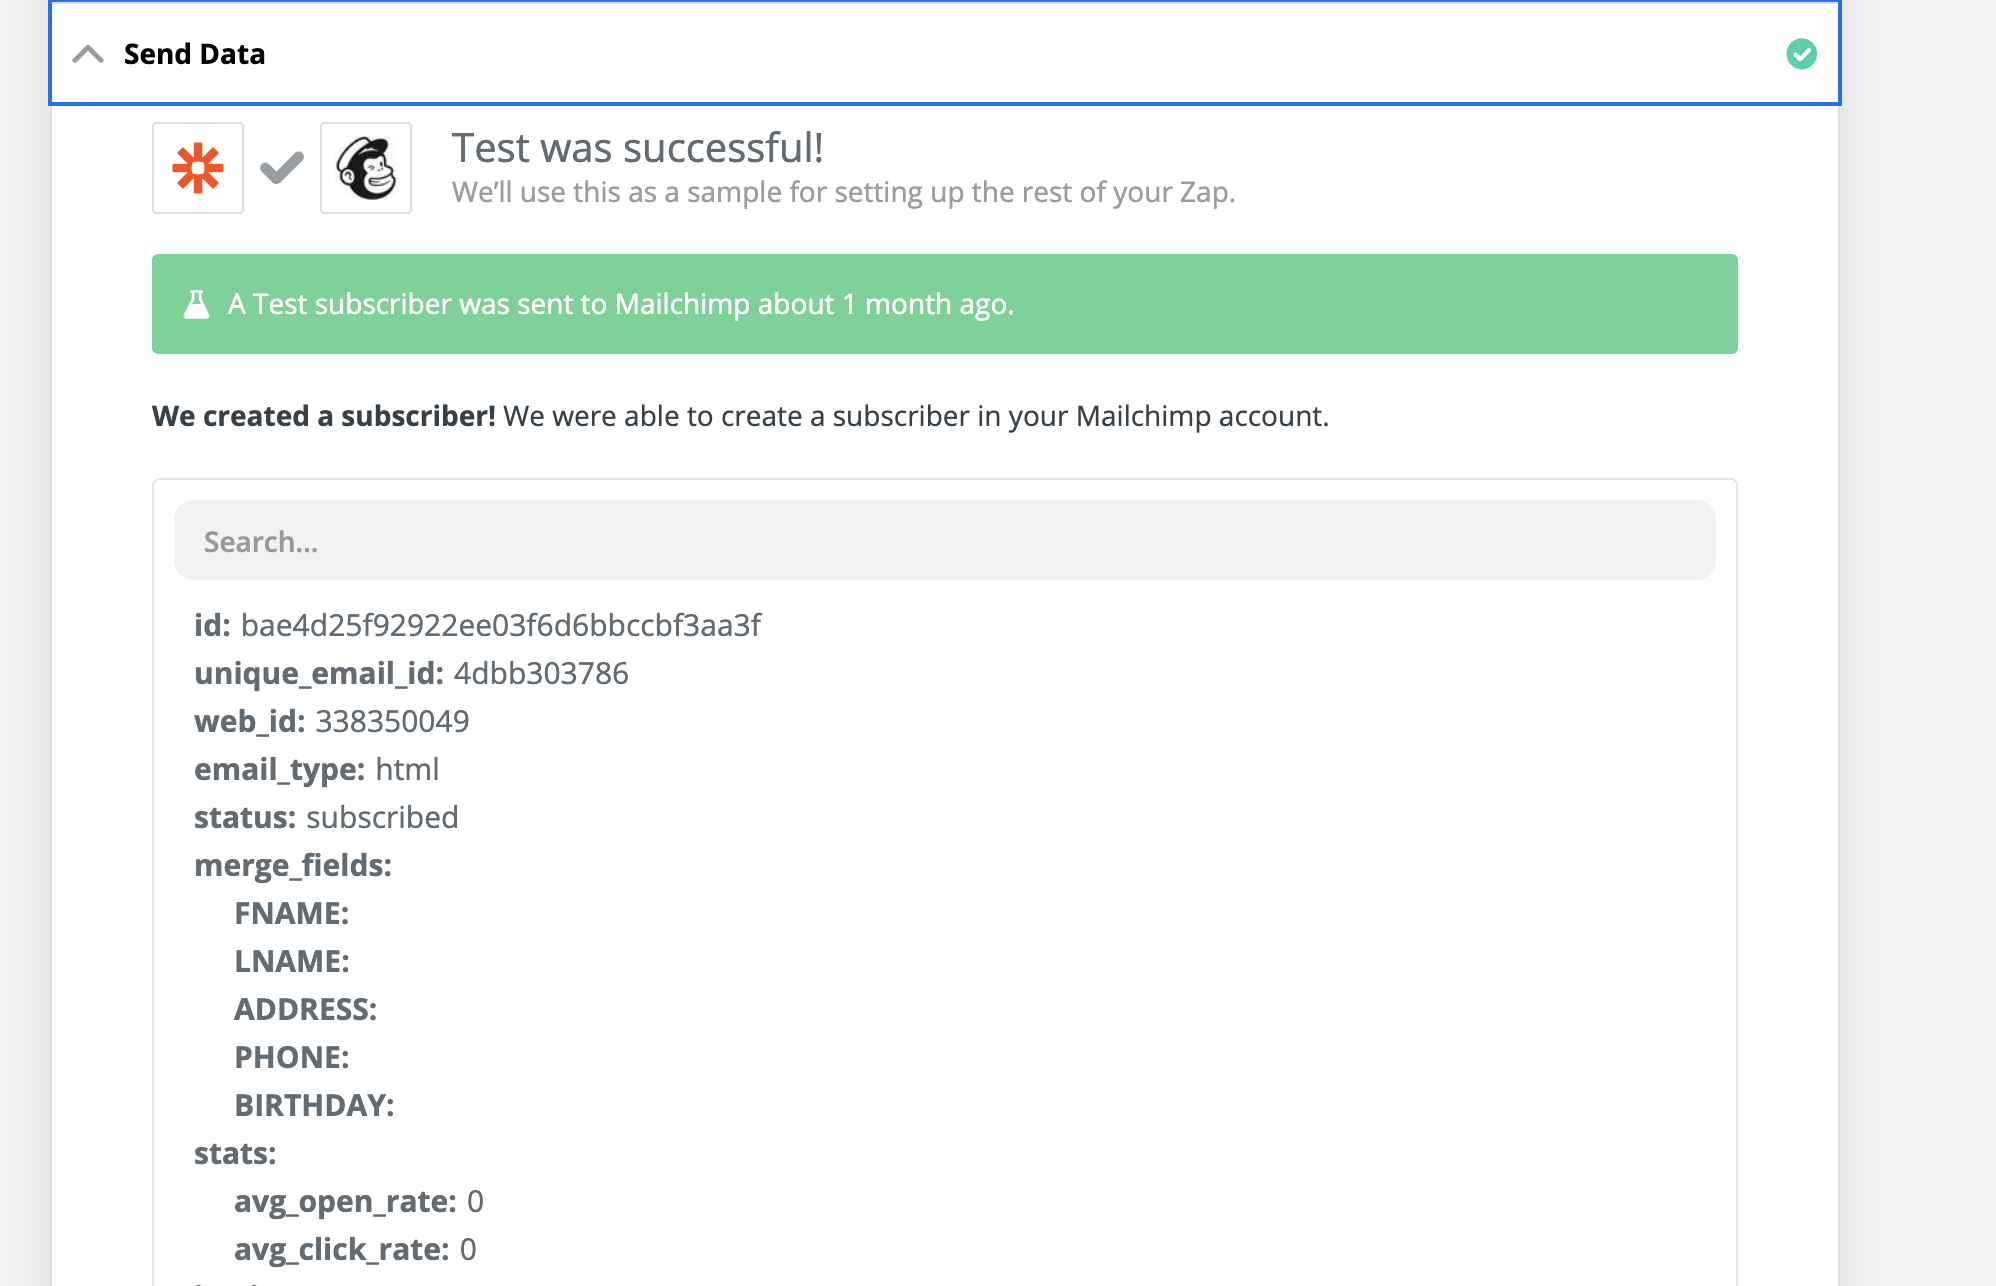 Send Data
Test was successful!
We'll use this as a sample for setting up the rest of your Zap.
A Test subscriber was sent to Mailchimp about 1 month ago.
We created a subscriber! We were able to create a subscriber in your Mailchimp account.
Search...
id: bae4d25f92922ee03f6d6bbccbf3aa3f
unique_email_id: 4dbb303786
web_id: 338350049
email_type: html
status: subscribed
merge_fields:
FNAME:
LNAME:
ADDRESS:
PHONE:
BIRTHDAY:
stats:
avg_open_rate: 0
avg_click_rate: 0